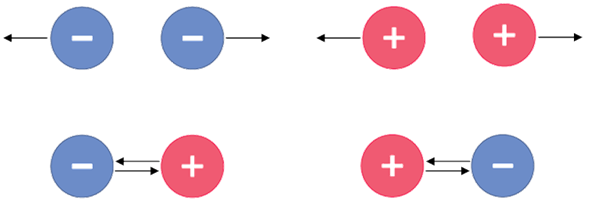 − − + +
− + + −